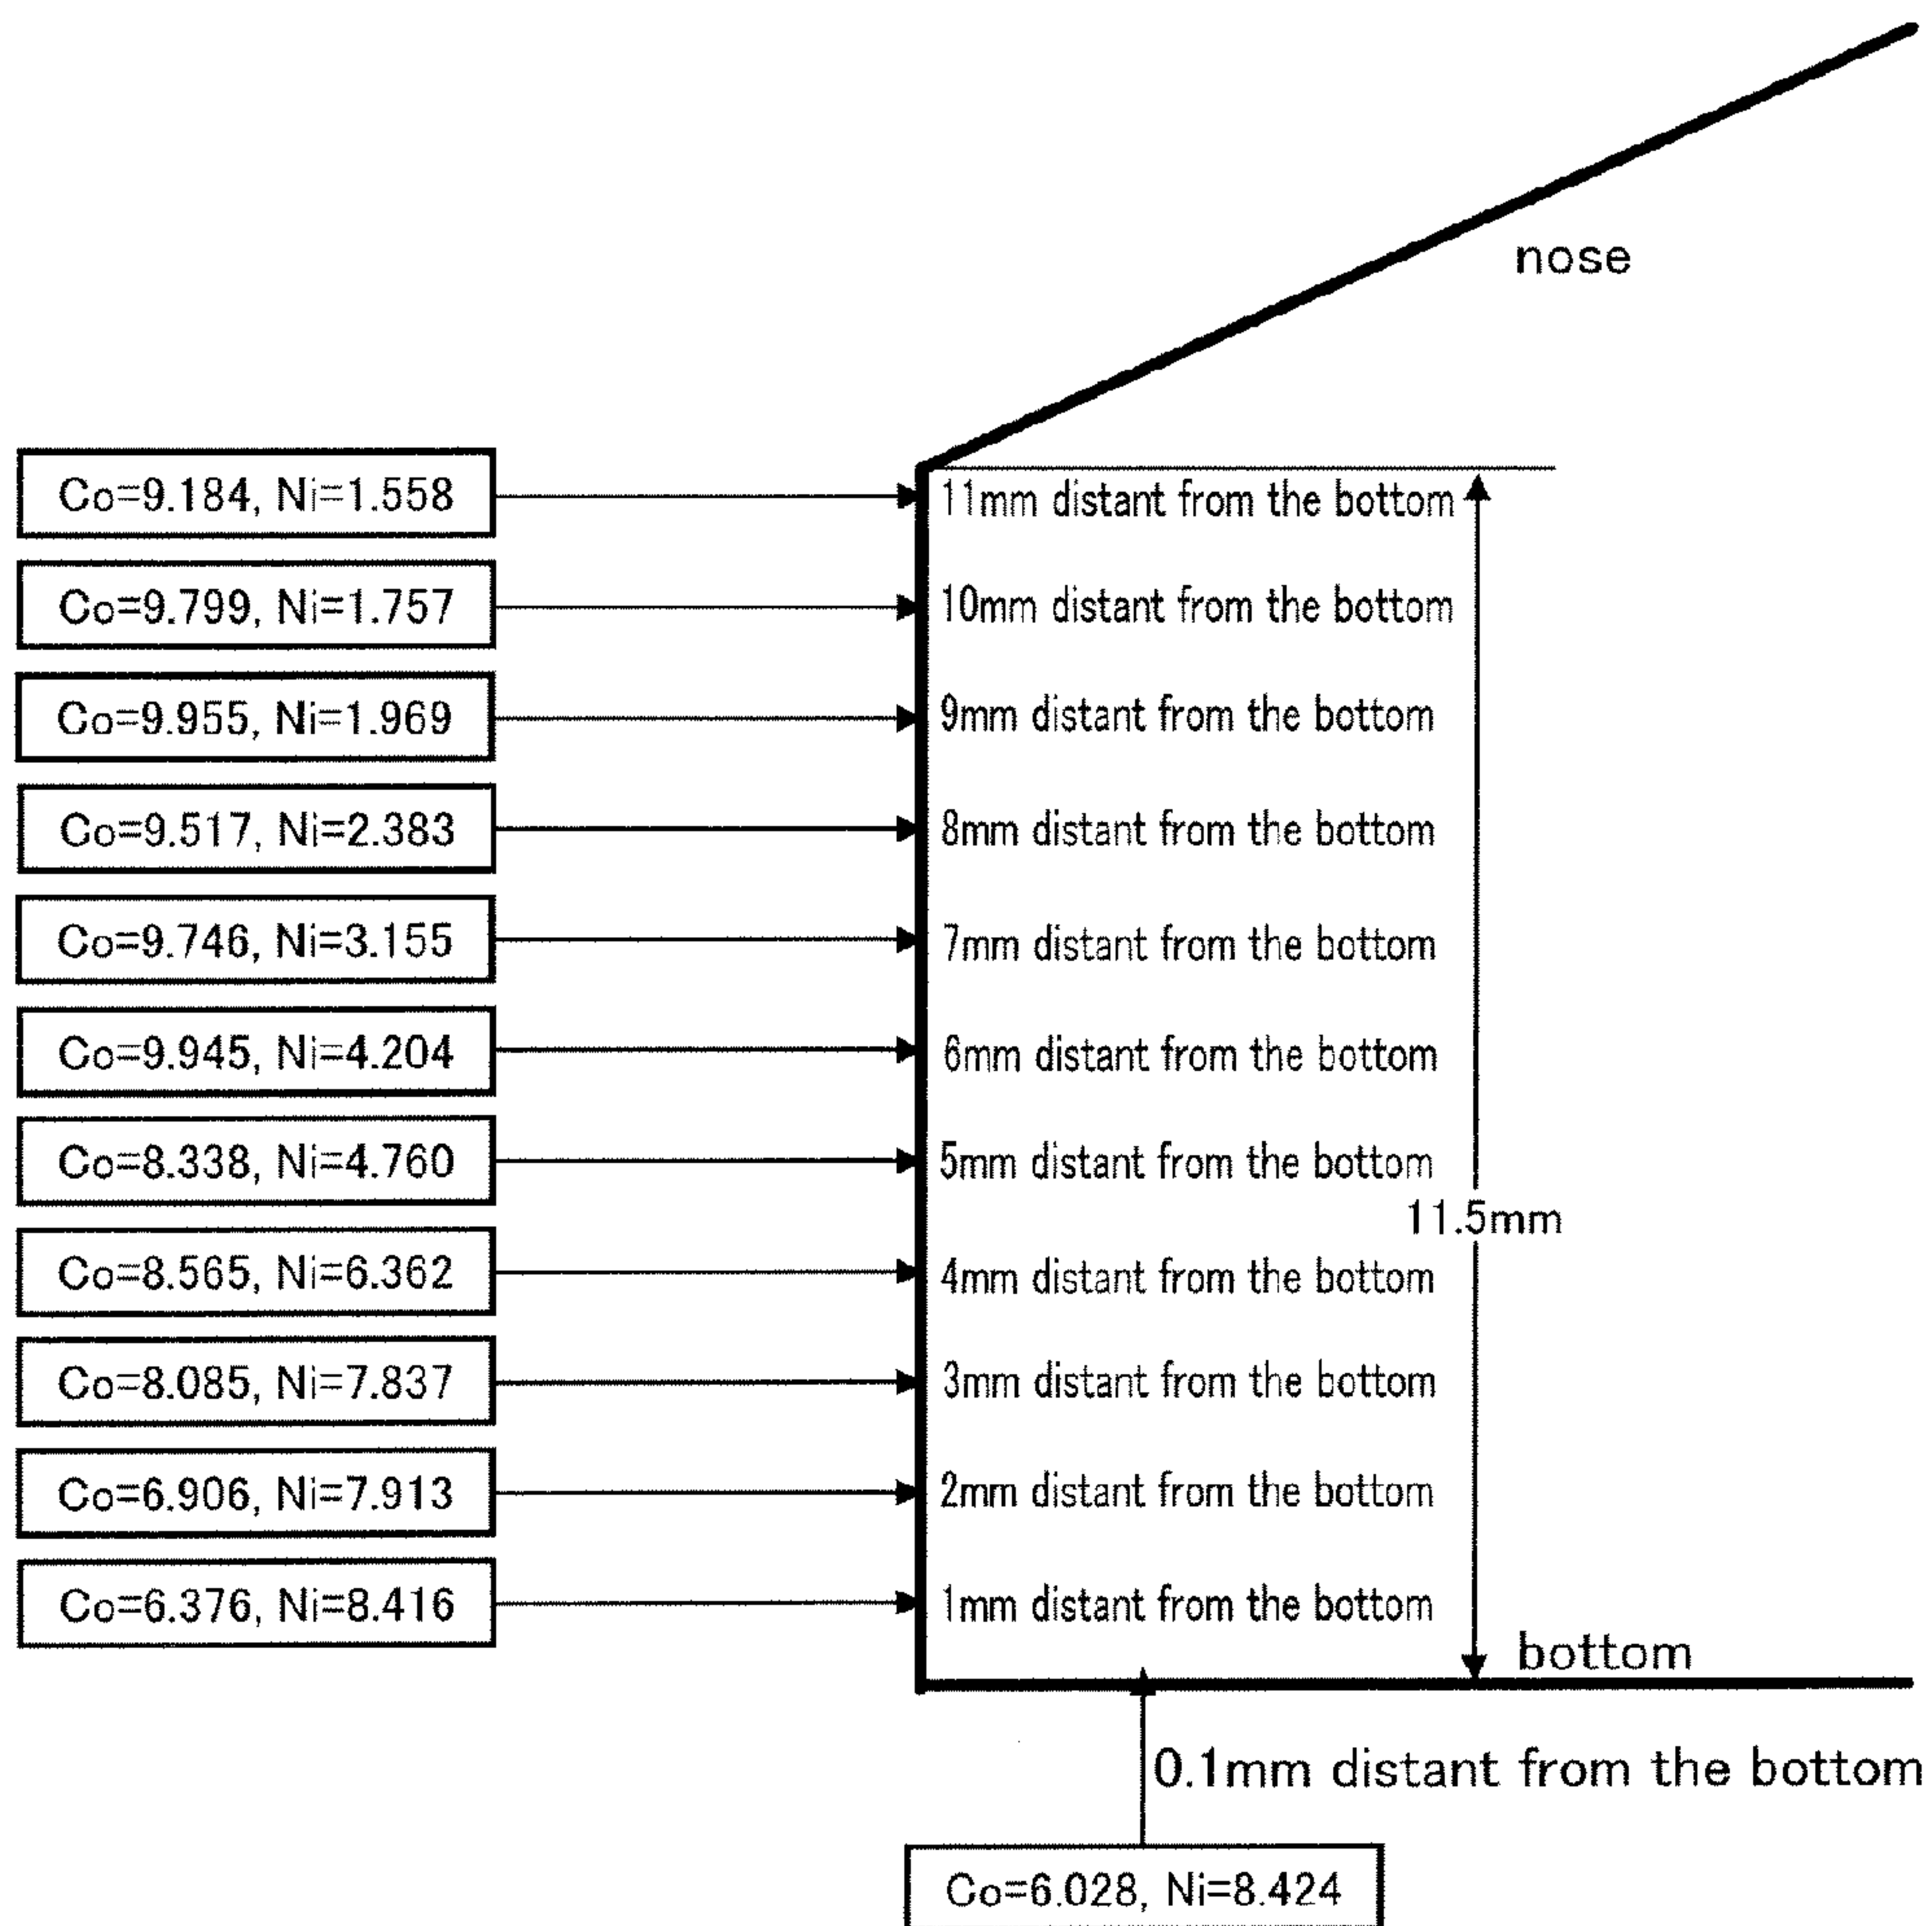 nose
Co=9.184, Ni=1.558
11mm distant from the bottom
Co=9.799, Ni=1.757
10mm distant from the bottom
Co=9.955, Ni=1.969
9mm distant from the bottom
Co=9.517, Ni=2.383
8mm distant from the bottom
Co=9.746, Ni=3.155
7mm distant from the bottom
Co=9.945, Ni=4.204
6mm distant from the bottom
Co=8.338, Ni=4.760
5mm distant from the bottom
11.5mm
Co=8.565, Ni=6.362
4mm distant from the bottom
Co=8.085, Ni=7.837
3mm distant from the bottom
Co=6.906, Ni=7.913
2mm distant from the bottom
Co=6.376, Ni=8.416
1mm distant from the bottom
bottom
0.1mm distant from the bottom
Co=6.028, Ni=8.424